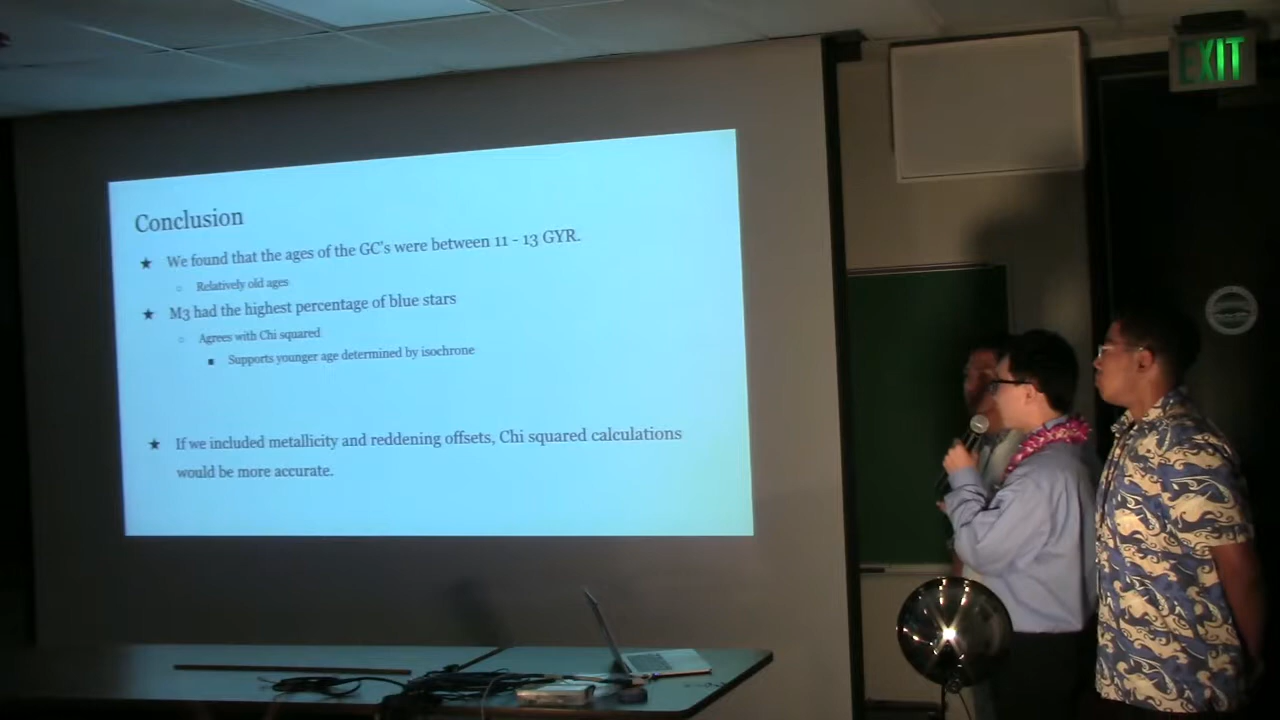 Conclusion
We found that the ages of the GC's were between 11 - 13 GYR.
Relatively old ages
M3 had the highest percentage of blue stars
Agrees with Chi squared
Supports younger age determined by isochrone
If we included metallicity and reddening offsets, Chi squared calculations
would be more accurate.
EXIT